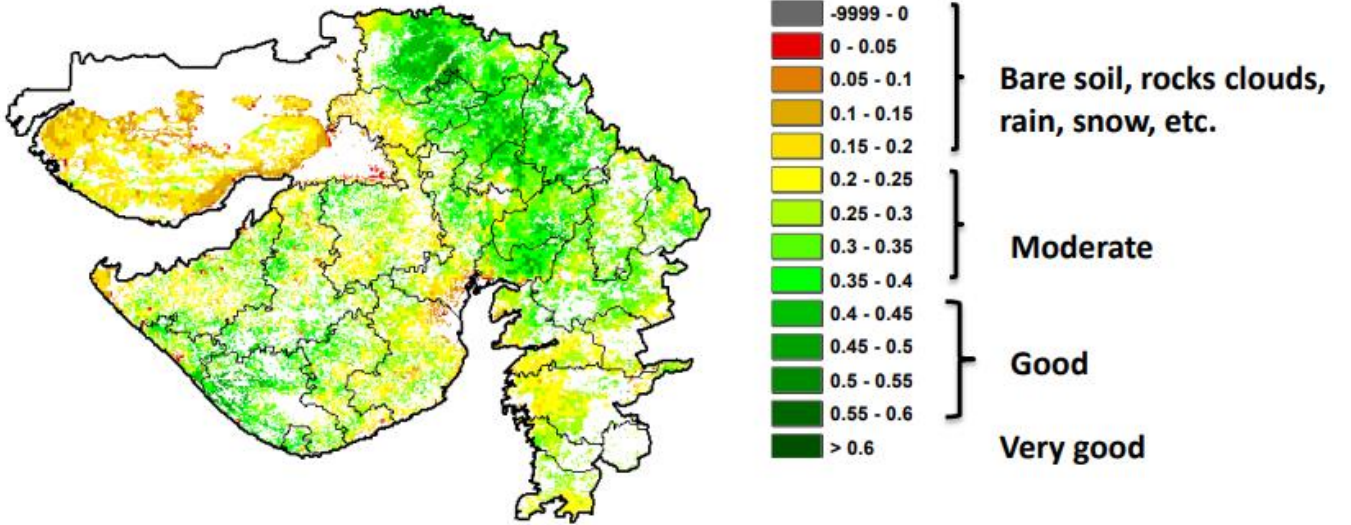 -9999 - 0
0 - 0.05
0.05 - 0.1
0.1 - 0.15
0.15 - 0.2
0.2 - 0.25
0.25 - 0.3
0.3 - 0.35
0.35 - 0.4
0.4 - 0.45
0.45 - 0.5
0.5 - 0.55
0.55 - 0.6
> 0.6
Bare soil, rocks clouds,
rain, snow, etc.
Moderate
Good
Very good